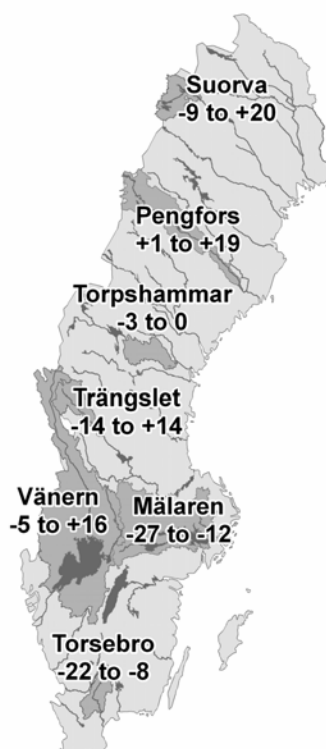 Suorva
-9 to +20
Pengfors
+1 to +19
Torpshammar
-3 to 0
Trängslet
-14 to +14
Vänern
-5 to +16
Mälaren
-27 to -12
Torsebro
-22 to -8